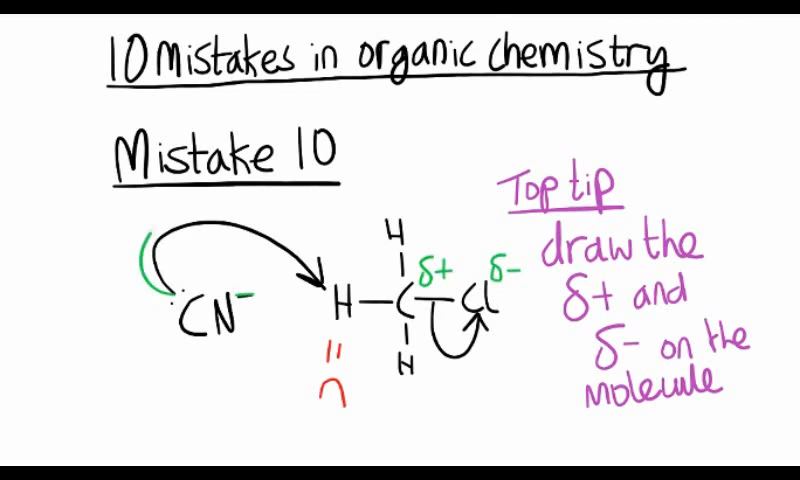 10 Mistakes in organic chemistry
Mistake 10
Top tip
draw the
δ+ and
δ- on the
molecule
H
δ+ δ-
:CN- H-C-Cl
H